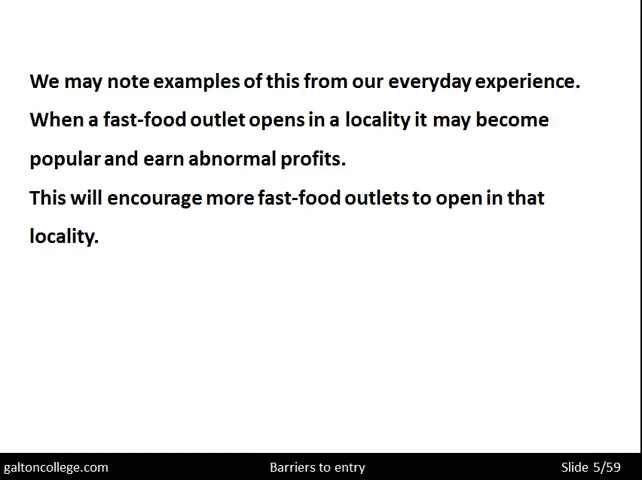 We may note examples of this from our everyday experience.
When a fast-food outlet opens in a locality it may become
popular and earn abnormal profits.
This will encourage more fast-food outlets to open in that
locality.
galtoncollege.com Barriers to entry Slide 5/59